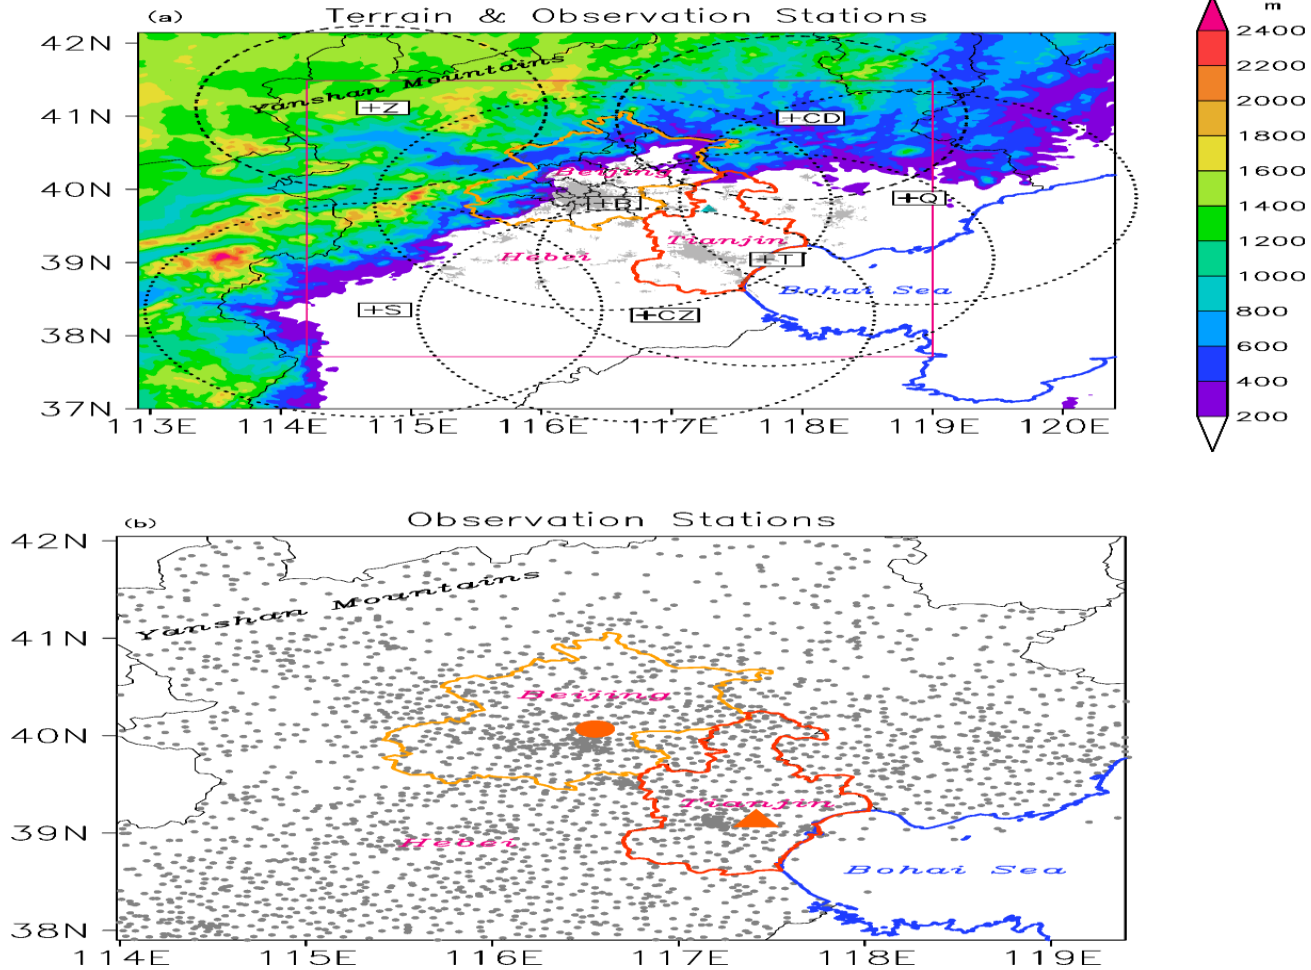 (a) Terrain & Observation Stations
m
42N
41N
40N
39N
38N
37N
113E 114E 115E 116E 117E 118E 119E 120E
Yanshan Mountains
+Z
+CD
Beijing
+Q
Tianjin
Hebei
+T
Bohai Sea
+S
+CZ
2400
2200
2000
1800
1600
1400
1200
1000
800
600
400
200
(b) Observation Stations
42N
41N
40N
39N
38N
114E 115E 116E 117E 118E 119E
Yanshan Mountains
Beijing
Tianjin
Hebei
Bohai Sea